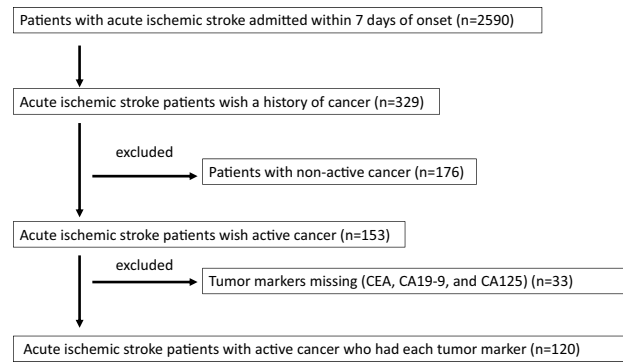 Patients with acute ischemic stroke admitted within 7 days of onset (n=2590)
Acute ischemic stroke patients wish a history of cancer (n=329)
excluded
Patients with non-active cancer (n=176)
Acute ischemic stroke patients wish active cancer (n=153)
excluded
Tumor markers missing (CEA, CA19-9, and CA125) (n=33)
Acute ischemic stroke patients with active cancer who had each tumor marker (n=120)